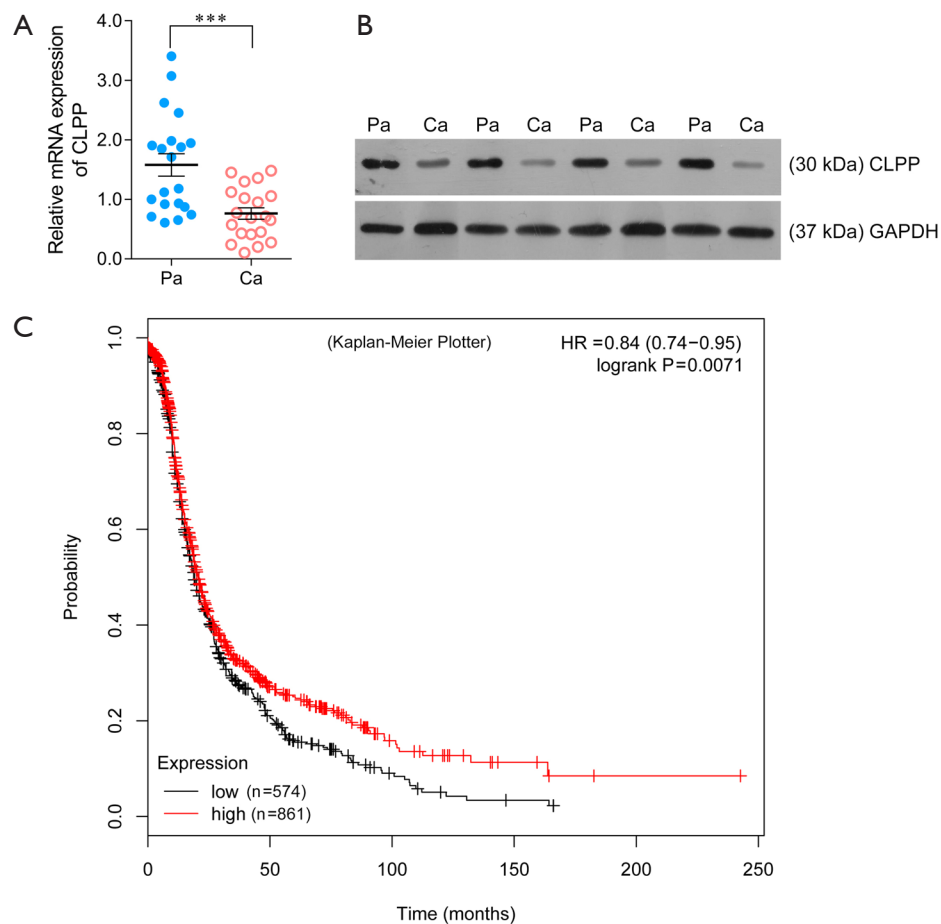 A
Relative mRNA expression
of CLPP
4.0
3.0
2.0
1.0
0.0
***
Pa Ca
B
Pa Ca Pa Ca Pa Ca Pa Ca
(30 kDa) CLPP
(37 kDa) GAPDH
C
(Kaplan-Meier Plotter)
HR =0.84 (0.74−0.95)
logrank P=0.0071
Probability
1.0
0.8
0.6
0.4
0.2
0.0
Expression
low (n=574)
high (n=861)
0 50 100 150 200 250
Time (months)